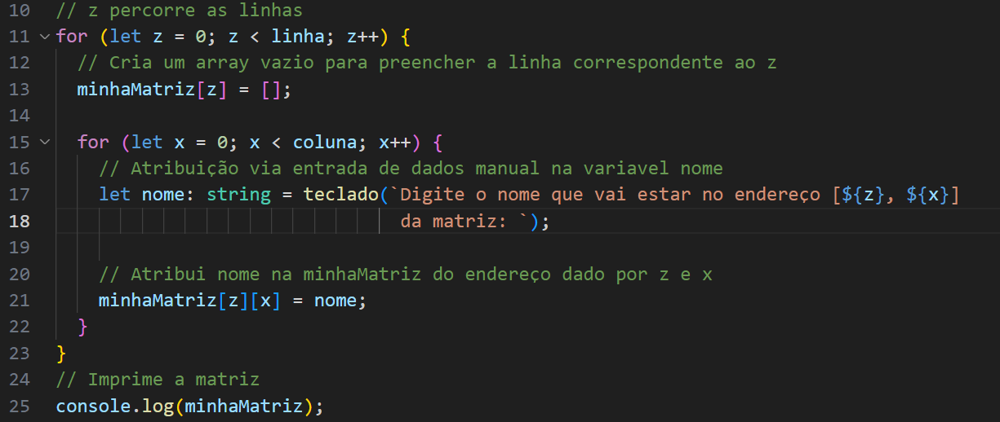 10 // z percorre as linhas
11 for (let z = 0; z < linha; z++) {
12 // Cria um array vazio para preencher a linha correspondente ao z
13 minhaMatriz[z] = [];
14
15 for (let x = 0; x < coluna; x++) {
16 // Atribuição via entrada de dados manual na variavel nome
17 let nome: string = teclado(`Digite o nome que vai estar no endereço [${z}, ${x}]
18 da matriz: `);
19
20 // Atribui nome na minhaMatriz do endereço dado por z e x
21 minhaMatriz[z][x] = nome;
22 }
23 }
24 // Imprime a matriz
25 console.log(minhaMatriz);